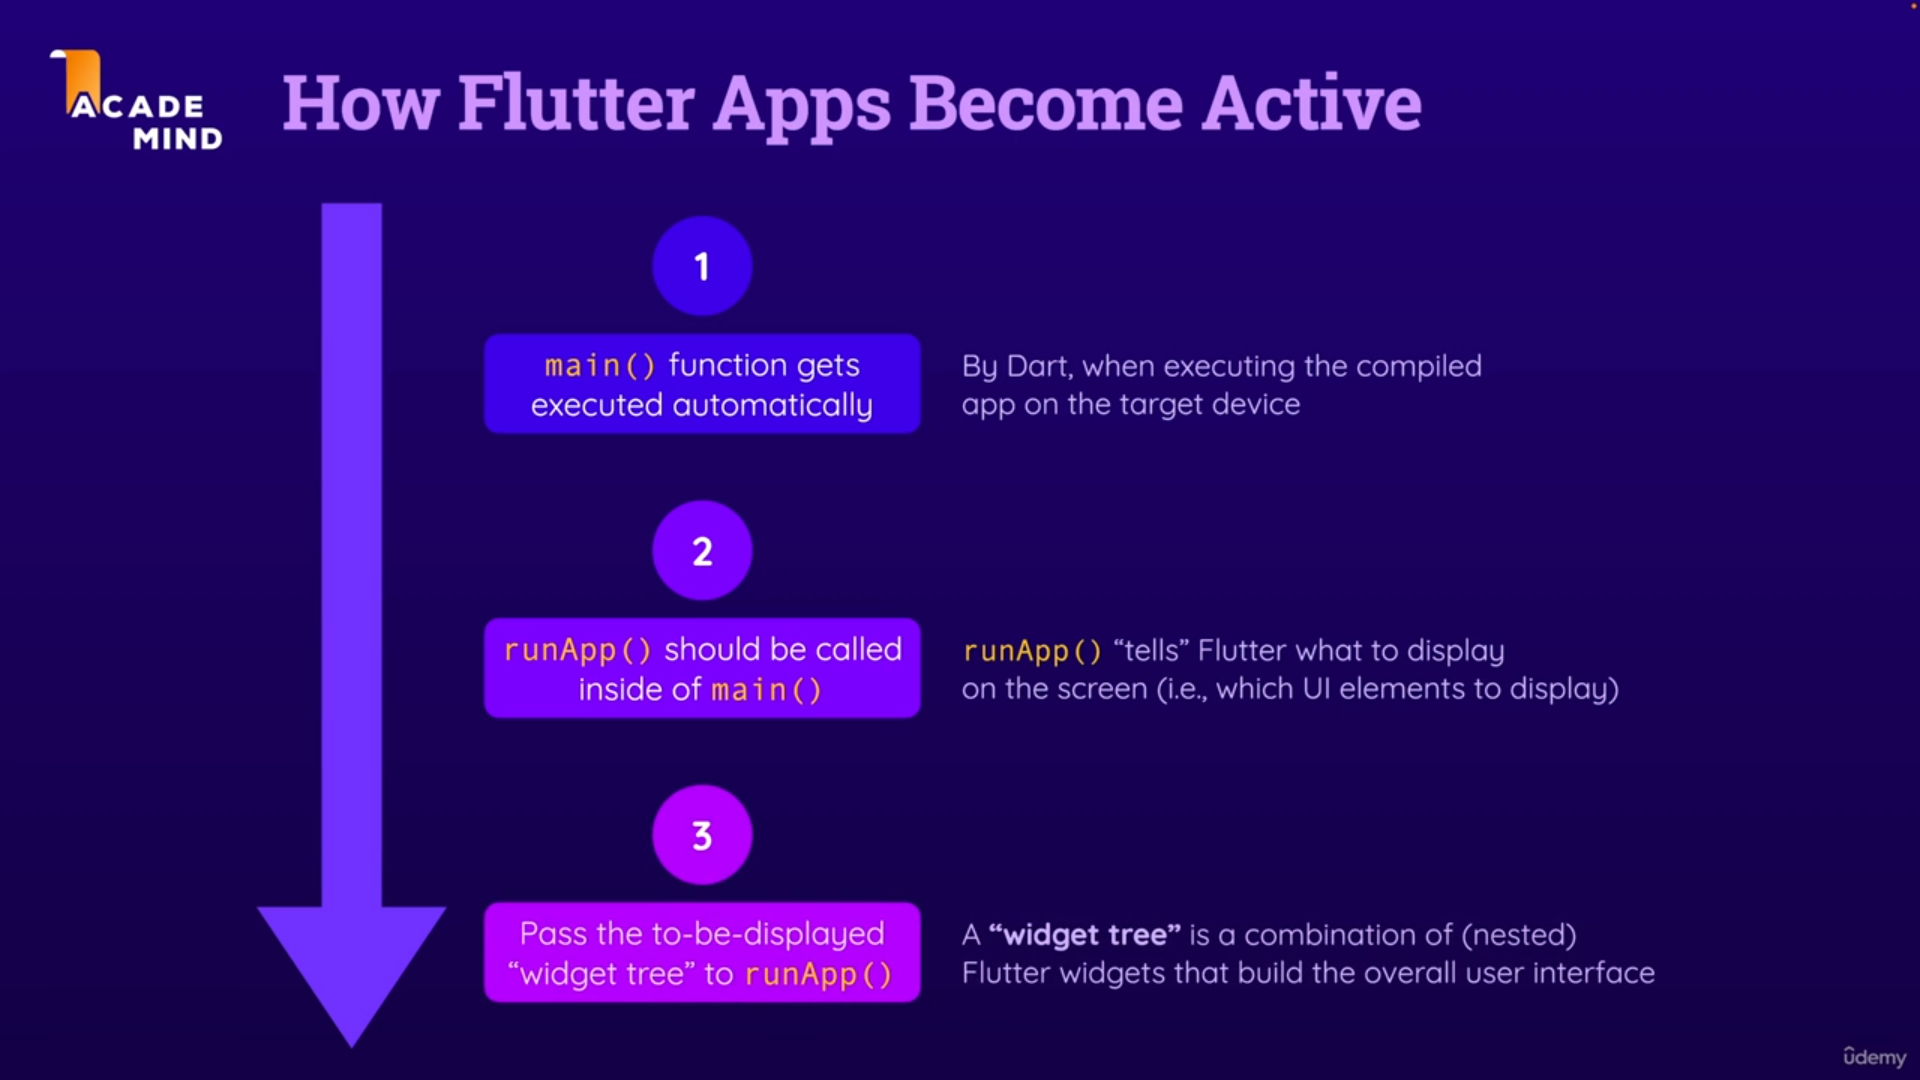 ACADE
MIND
How Flutter Apps Become Active
1
main() function gets
executed automatically
By Dart, when executing the compiled
app on the target device
2
runApp() should be called
inside of main()
runApp() “tells” Flutter what to display
on the screen (i.e., which UI elements to display)
3
Pass the to-be-displayed
“widget tree” to runApp()
A “widget tree” is a combination of (nested)
Flutter widgets that build the overall user interface
ûdemy